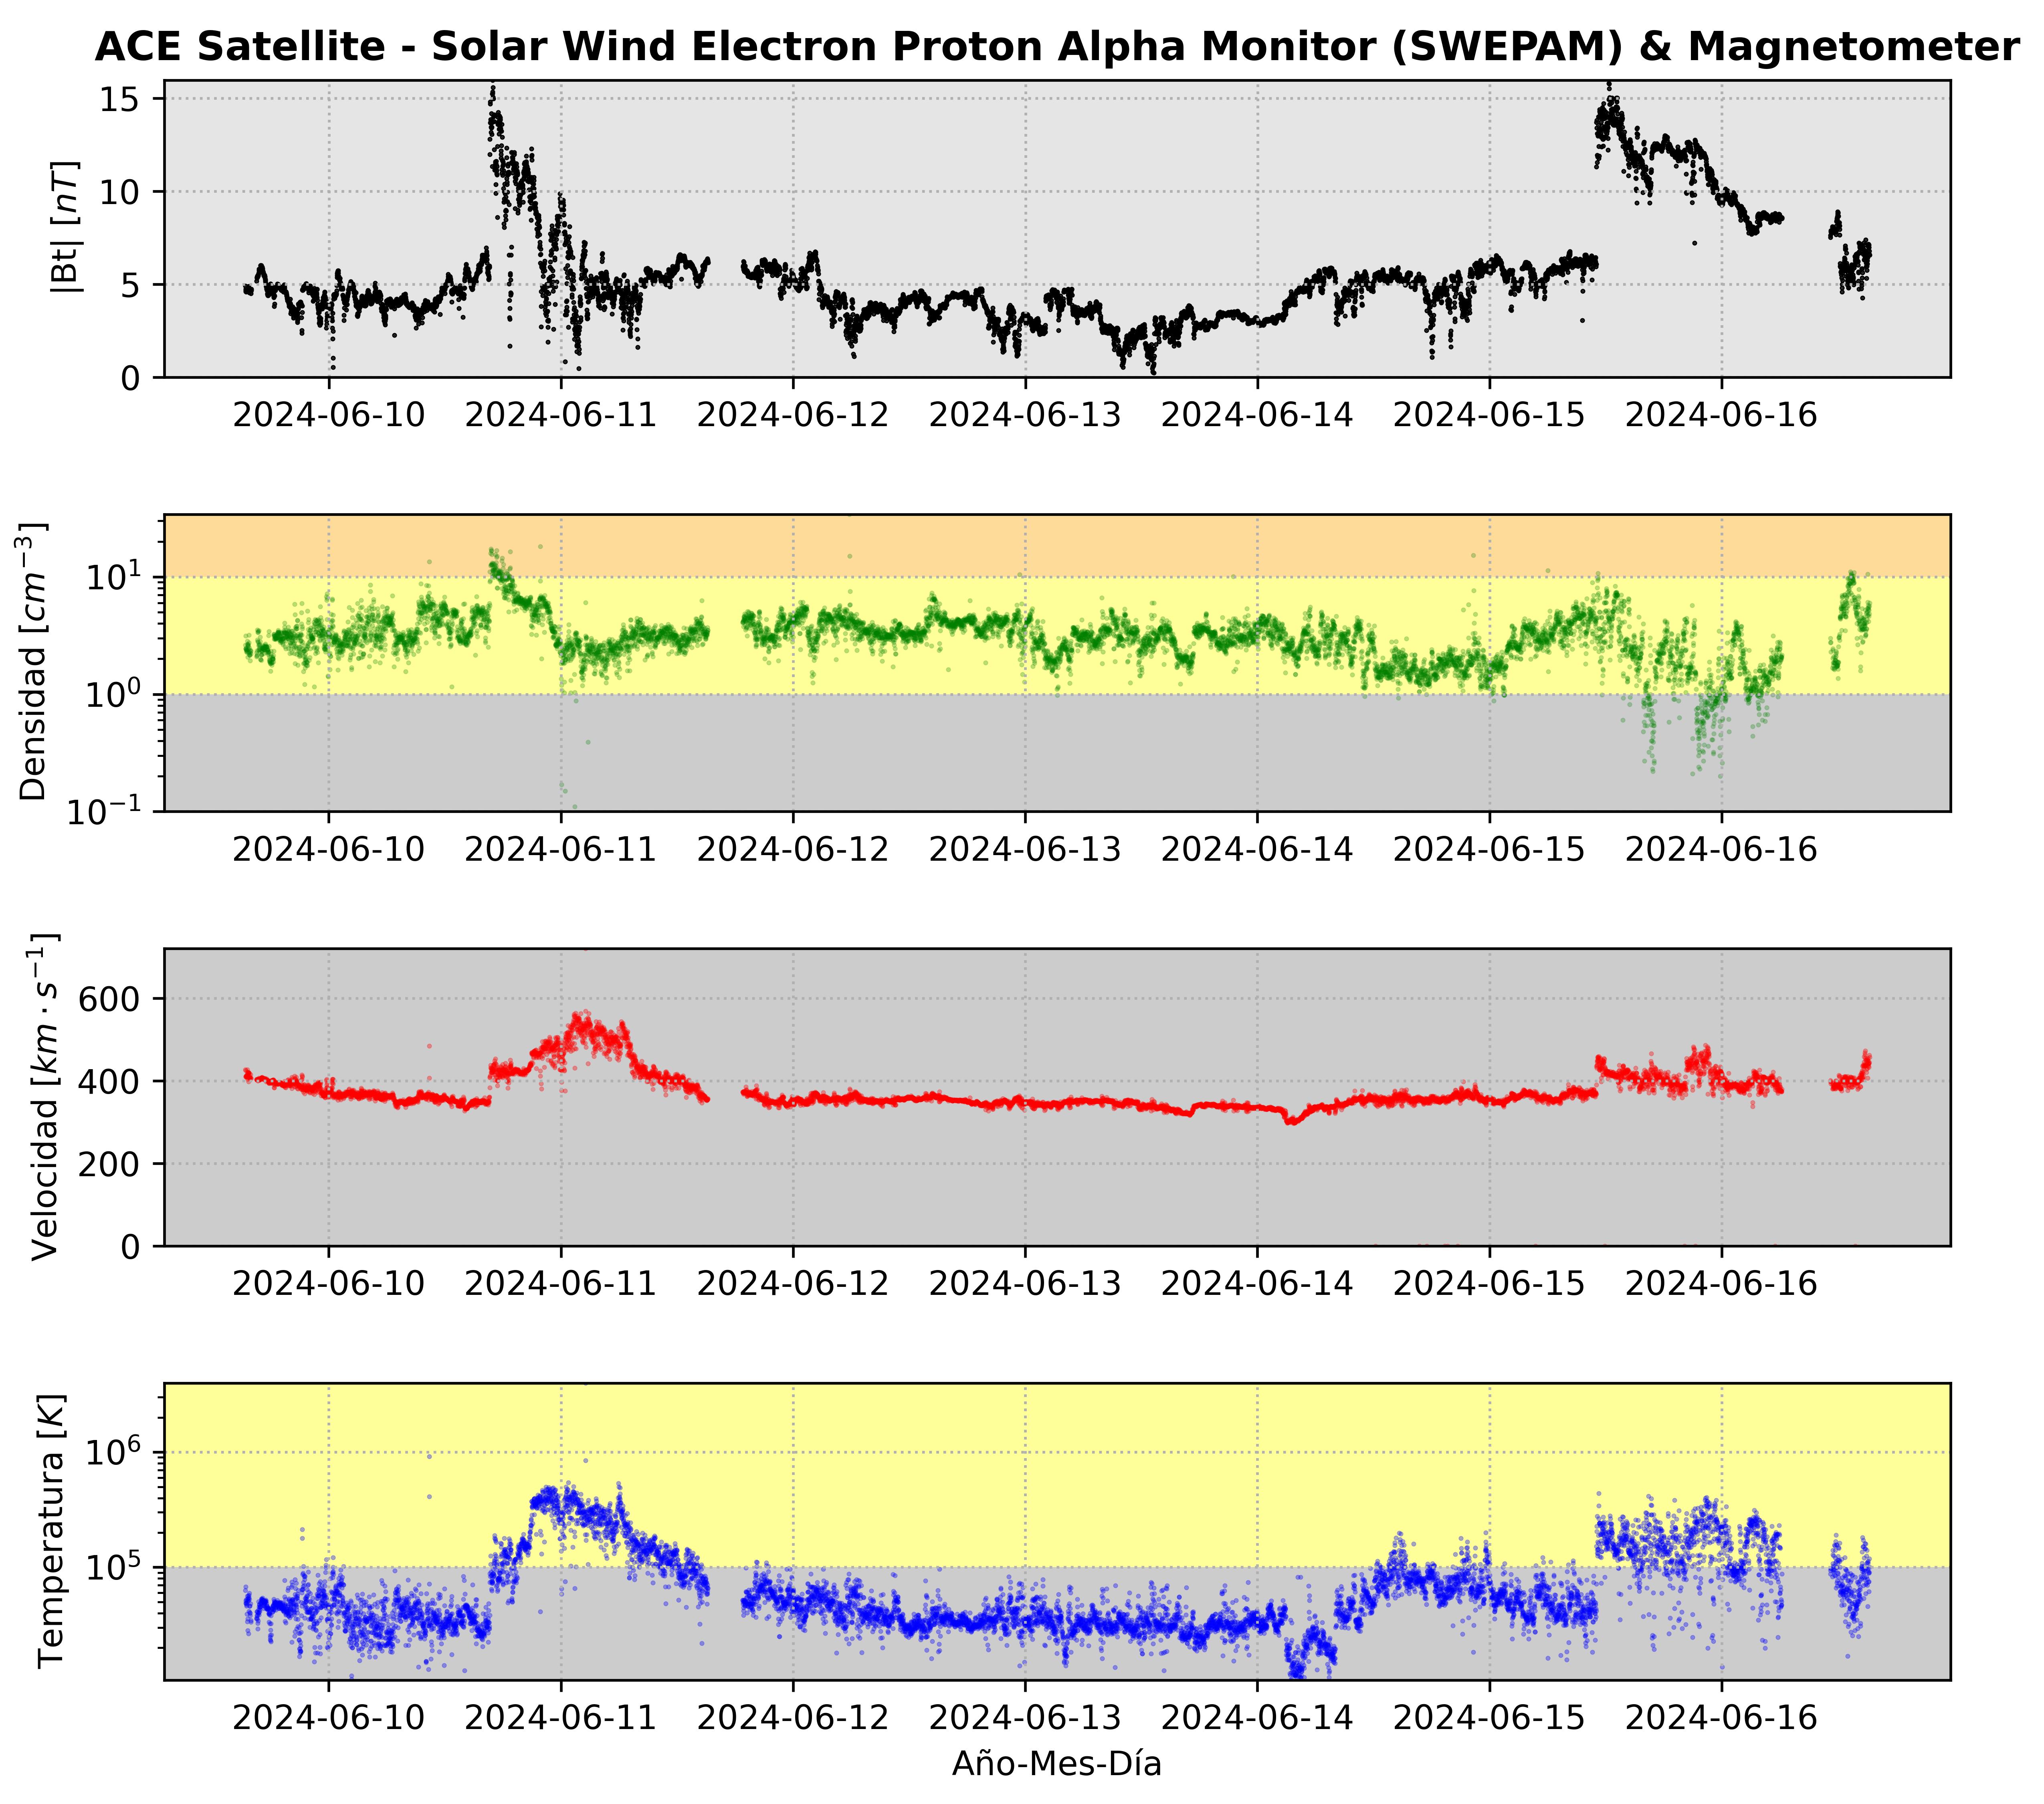 ACE Satellite - Solar Wind Electron Proton Alpha Monitor (SWEPAM) & Magnetometer
|Bt| [nT]
15
10
5
0
2024-06-10 2024-06-11 2024-06-12 2024-06-13 2024-06-14 2024-06-15 2024-06-16
Densidad [cm⁻³]
10¹
10⁰
10⁻¹
2024-06-10 2024-06-11 2024-06-12 2024-06-13 2024-06-14 2024-06-15 2024-06-16
Velocidad [km · s⁻¹]
600
400
200
0
2024-06-10 2024-06-11 2024-06-12 2024-06-13 2024-06-14 2024-06-15 2024-06-16
Temperatura [K]
10⁶
10⁵
2024-06-10 2024-06-11 2024-06-12 2024-06-13 2024-06-14 2024-06-15 2024-06-16
Año-Mes-Día